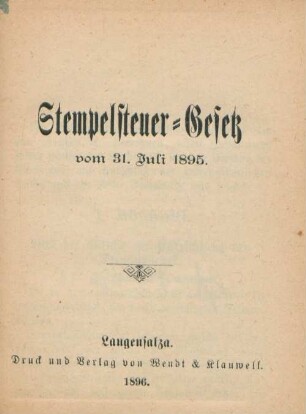 Stempelsteuer=Gesetz
vom 31. Juli 1895.
Langensalza.
Druck und Verlag von Wendt & Klauwell.
1896.